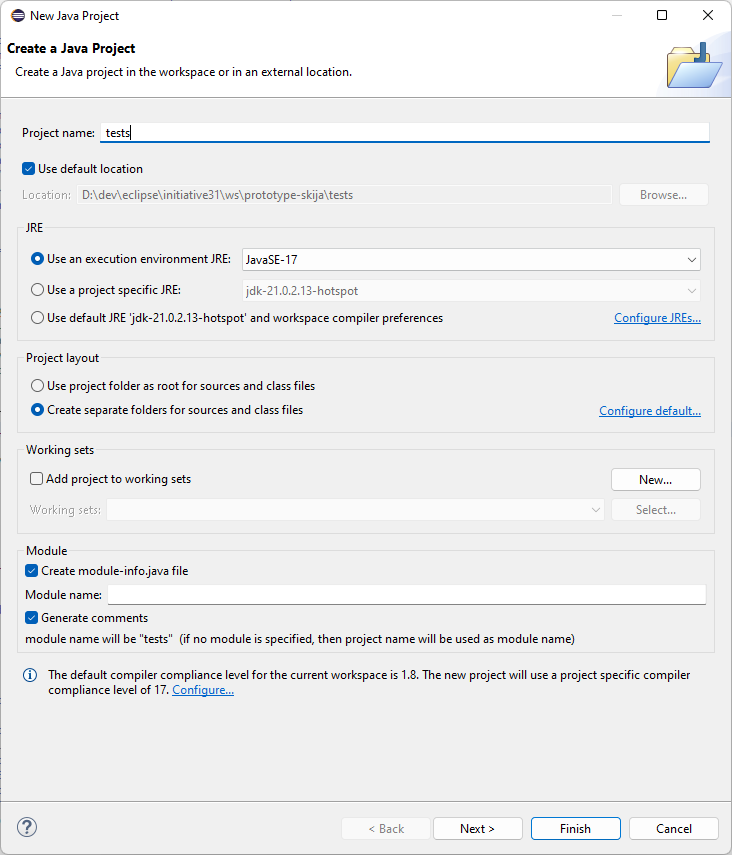 New Java Project
Create a Java Project
Create a Java project in the workspace or in an external location.
Project name: tests
Use default location
Location: D:\dev\eclipse\initiative31\ws\prototype-skija\tests Browse...
JRE
Use an execution environment JRE: JavaSE-17
Use a project specific JRE: jdk-21.0.2.13-hotspot
Use default JRE 'jdk-21.0.2.13-hotspot' and workspace compiler preferences Configure JREs...
Project layout
Use project folder as root for sources and class files
Create separate folders for sources and class files Configure default...
Working sets
Add project to working sets New...
Working sets: Select...
Module
Create module-info.java file
Module name:
Generate comments
module name will be "tests" (if no module is specified, then project name will be used as module name)
The default compiler compliance level for the current workspace is 1.8. The new project will use a project specific compiler
compliance level of 17. Configure...
? < Back Next > Finish Cancel